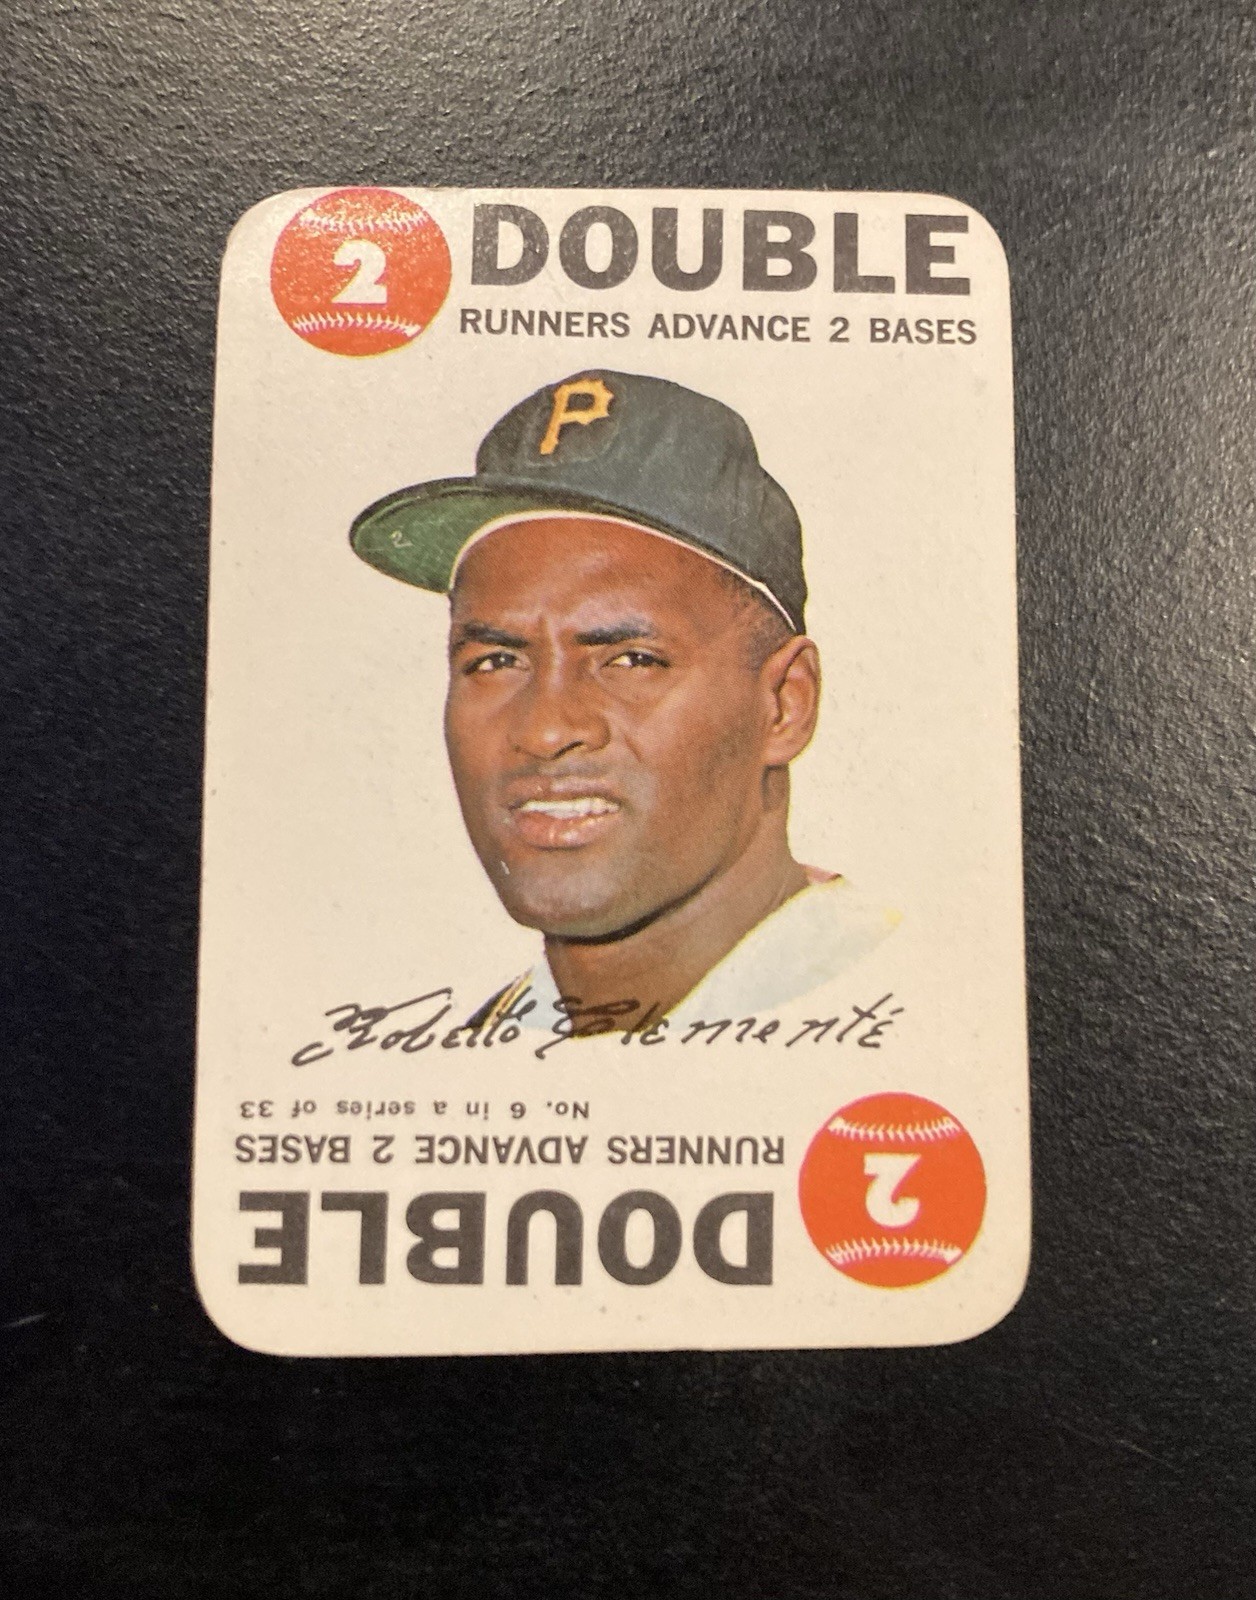 2
DOUBLE
RUNNERS ADVANCE 2 BASES
P
Roberto Clemente
No. 6 in a series of 33
RUNNERS ADVANCE 2 BASES
DOUBLE
2